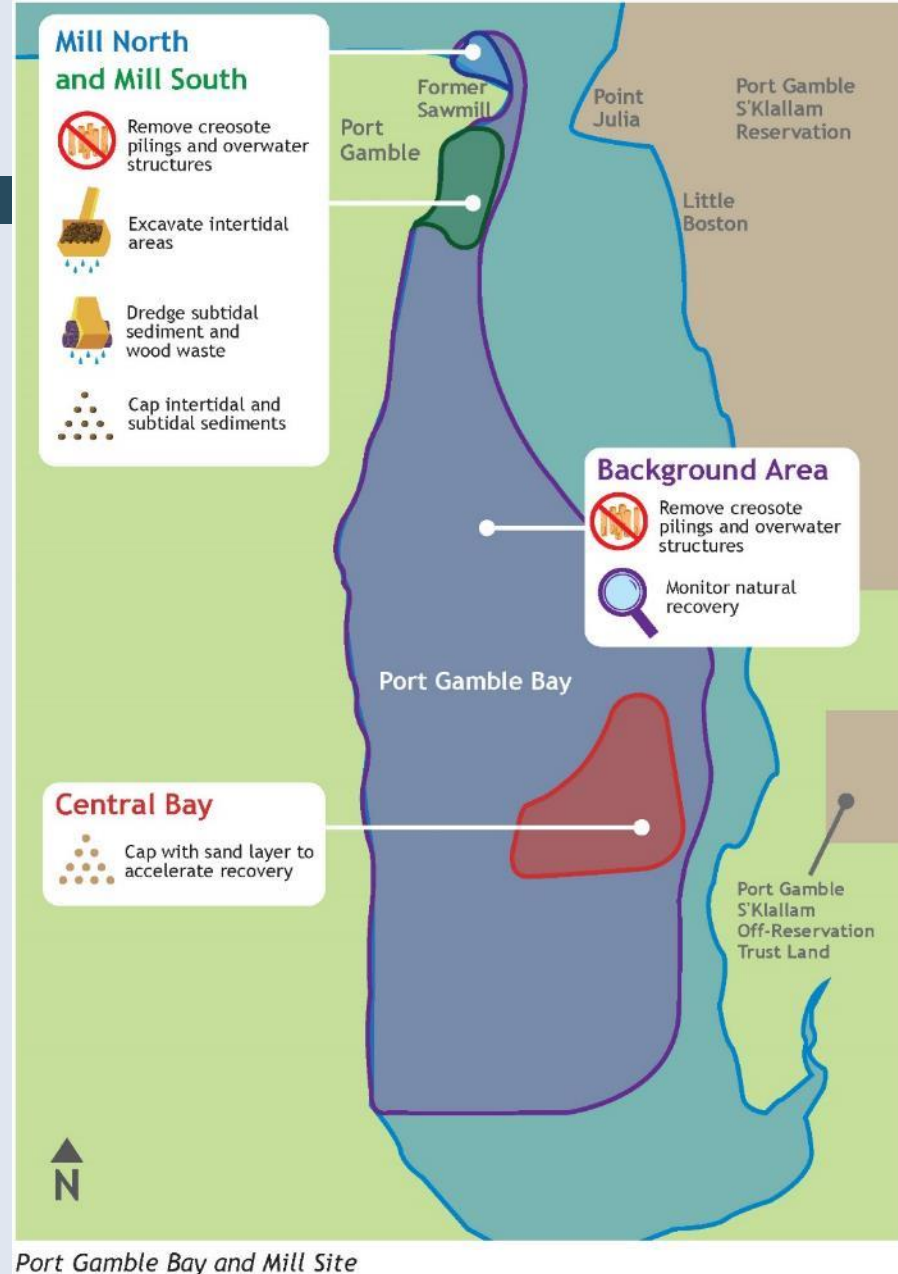 Mill North
and Mill South
Remove creosote
pilings and overwater
structures
Excavate intertidal
areas
Dredge subtidal
sediment and
wood waste
Cap intertidal and
subtidal sediments
Former
Sawmill
Port
Gamble
Point
Julia
Port Gamble
S'Klallam
Reservation
Little
Boston
Background Area
Remove creosote
pilings and overwater
structures
Monitor natural
recovery
Port Gamble Bay
Central Bay
Cap with sand layer to
accelerate recovery
Port Gamble
S'Klallam
Off-Reservation
Trust Land
N
Port Gamble Bay and Mill Site